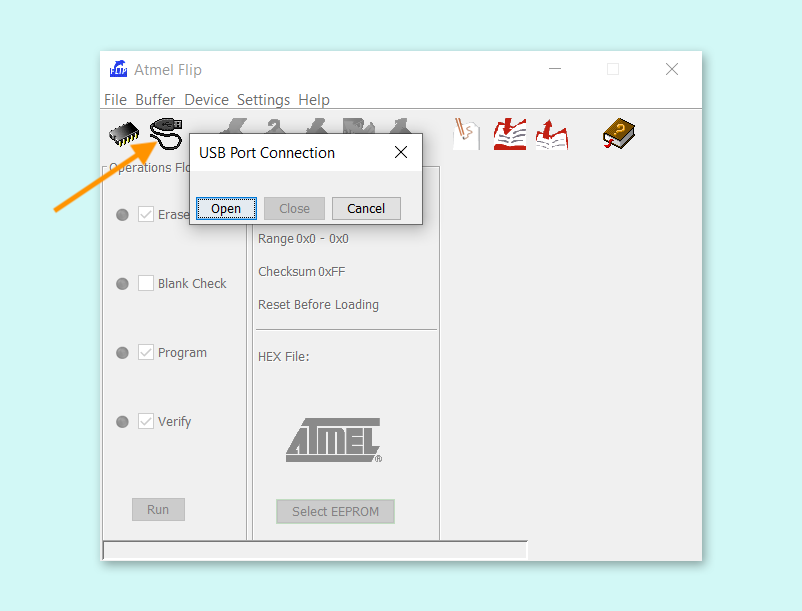 FLIP
Atmel Flip
File Buffer Device Settings Help
USB Port Connection
Open Close Cancel
Operations Flo
Erase
Blank Check
Program
Verify
Run
Range 0x0 - 0x0
Checksum 0xFF
Reset Before Loading
HEX File:
ATMEL®
Select EEPROM